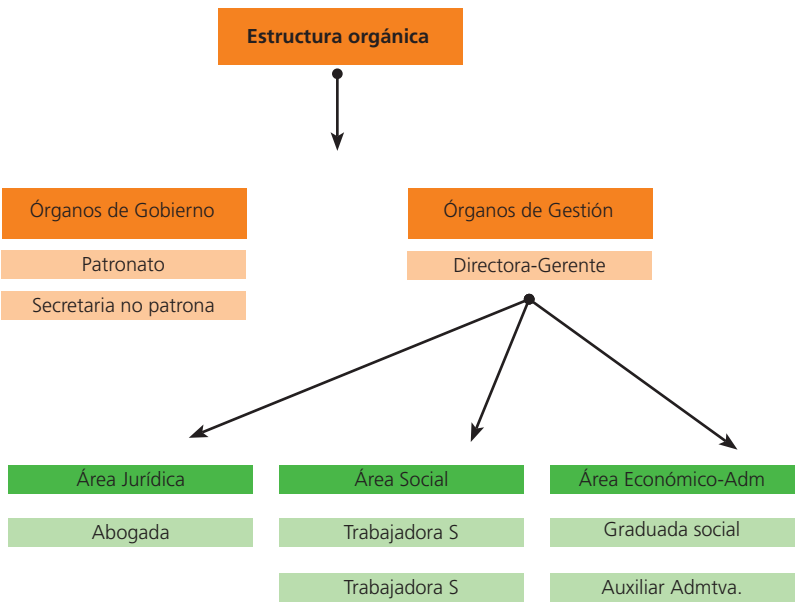 Estructura orgánica
Órganos de Gobierno
Patronato
Secretaria no patrona
Órganos de Gestión
Directora-Gerente
Área Jurídica
Abogada
Área Social
Trabajadora S
Trabajadora S
Área Económico-Adm
Graduada social
Auxiliar Admtva.